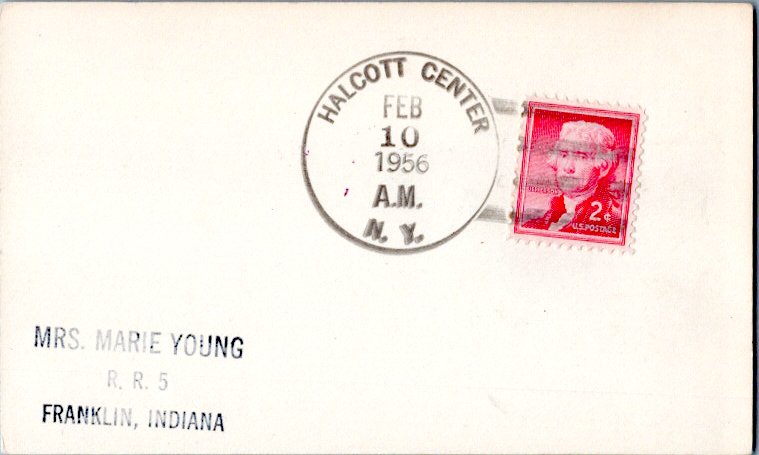 HALCOTT CENTER
FEB
10
1956
A.M.
N. Y.
JEFFERSON
2¢
U.S. POSTAGE
MRS. MARIE YOUNG
R. R. 5
FRANKLIN, INDIANA